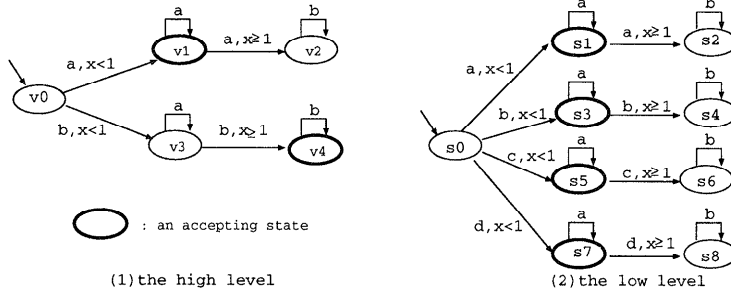 a
b
v1
a,x≥1
v2
a,x<1
v0
a
b
b,x<1
v3
b,x≥1
v4
: an accepting state
(1)the high level
a
b
s1
a,x≥1
s2
a,x<1
a
b
b,x<1
s3
b,x≥1
s4
s0
a
b
c,x<1
s5
c,x≥1
s6
a
b
d,x<1
s7
d,x≥1
s8
(2)the low level